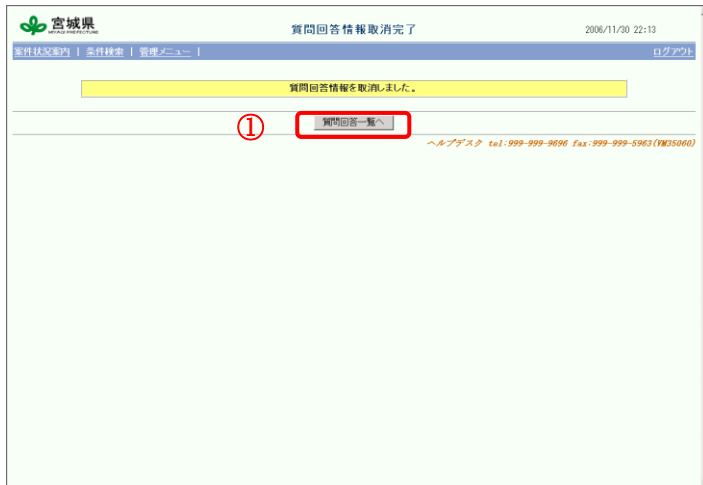 宮城県
MIYAGI PREFECTURE
質問回答情報取消完了
2006/11/30 22:13
案件状況案内 | 条件検索 | 管理メニュー |
ログアウト
質問回答情報を取消しました。
①
質問回答一覧へ
ヘルプデスク tel:999-999-9696 fax:999-999-5963(VM35060)